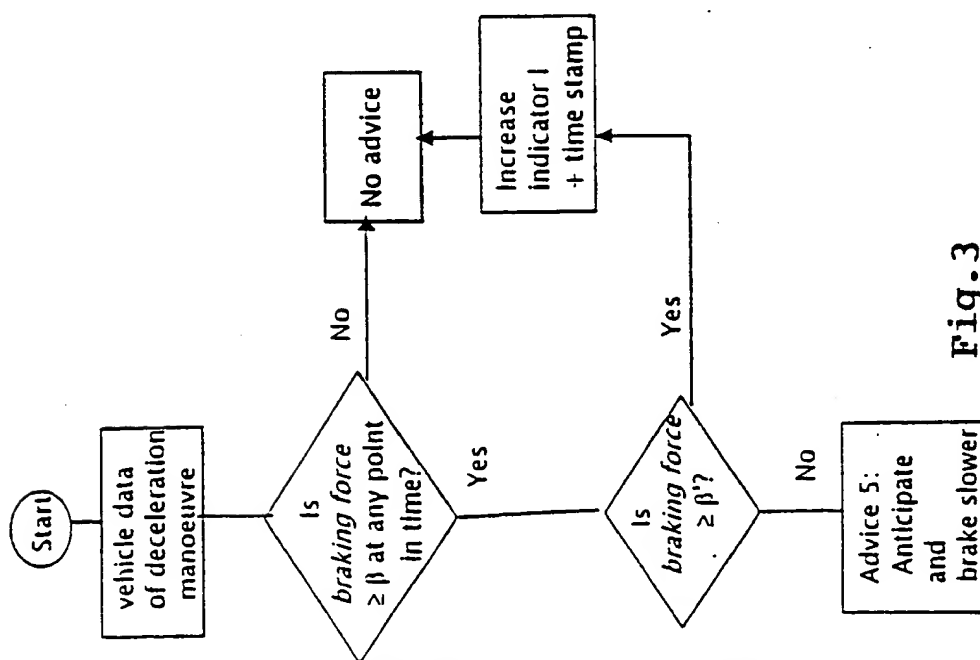 Start
vehicle data
of deceleration
manoeuvre
Is
braking force
≥ β at any point
in time?
No
No advice
Yes
Is
braking force
≥ β'?
Yes
Increase
indicator I
+ time stamp
No
Advice 5:
Anticipate
and
brake slower
Fig.3